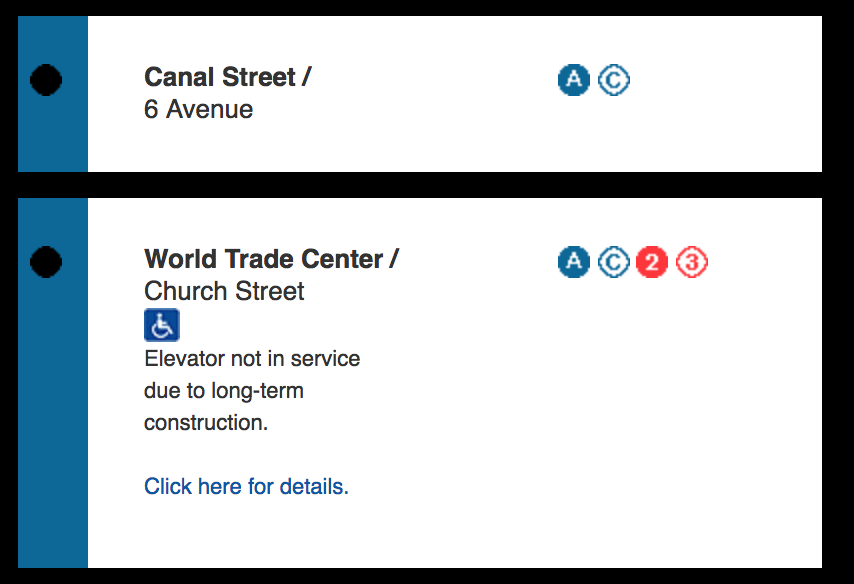 Canal Street / A C
6 Avenue
World Trade Center / A C 2 3
Church Street
Elevator not in service
due to long-term
construction.
Click here for details.